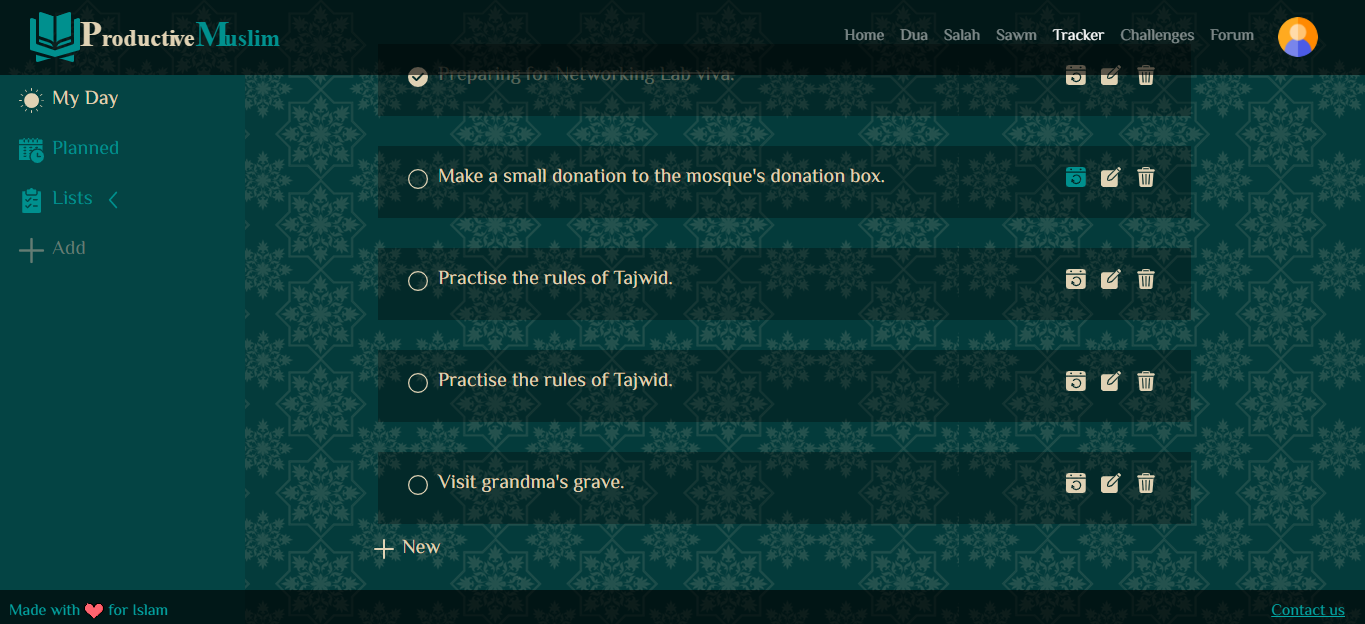 ProductiveMuslim
Home Dua Salah Sawm Tracker Challenges Forum
Preparing for Networking Lab viva.
My Day
Planned
Lists
Add
Make a small donation to the mosque's donation box.
Practise the rules of Tajwid.
Practise the rules of Tajwid.
Visit grandma's grave.
New
Made with ❤ for Islam
Contact us